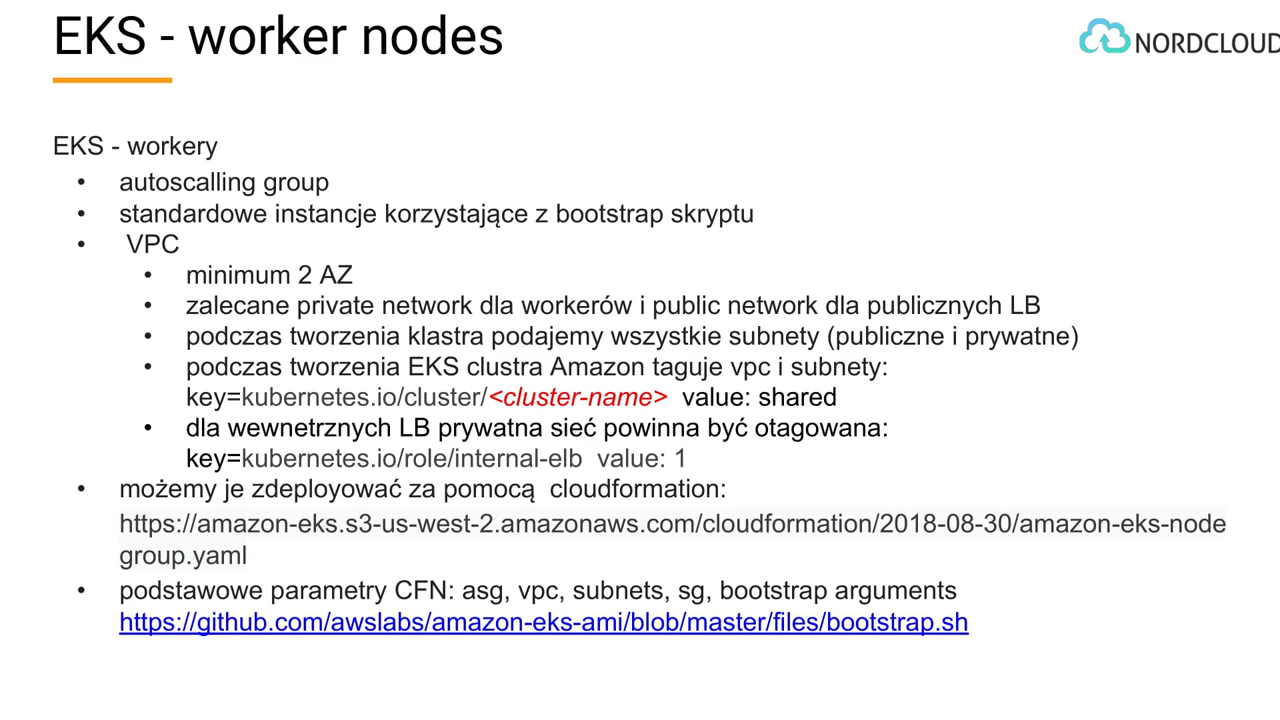 EKS - worker nodes
NORDCLOUD
EKS - workery
• autoscalling group
• standardowe instancje korzystające z bootstrap skryptu
• VPC
• minimum 2 AZ
• zalecane private network dla workerów i public network dla publicznych LB
• podczas tworzenia klastra podajemy wszystkie subnety (publiczne i prywatne)
• podczas tworzenia EKS clustra Amazon taguje vpc i subnety:
key=kubernetes.io/cluster/<cluster-name> value: shared
• dla wewnetrznych LB prywatna sieć powinna być otagowana:
key=kubernetes.io/role/internal-elb value: 1
• możemy je zdeployować za pomocą cloudformation:
https://amazon-eks.s3-us-west-2.amazonaws.com/cloudformation/2018-08-30/amazon-eks-node
group.yaml
• podstawowe parametry CFN: asg, vpc, subnets, sg, bootstrap arguments
https://github.com/awslabs/amazon-eks-ami/blob/master/files/bootstrap.sh